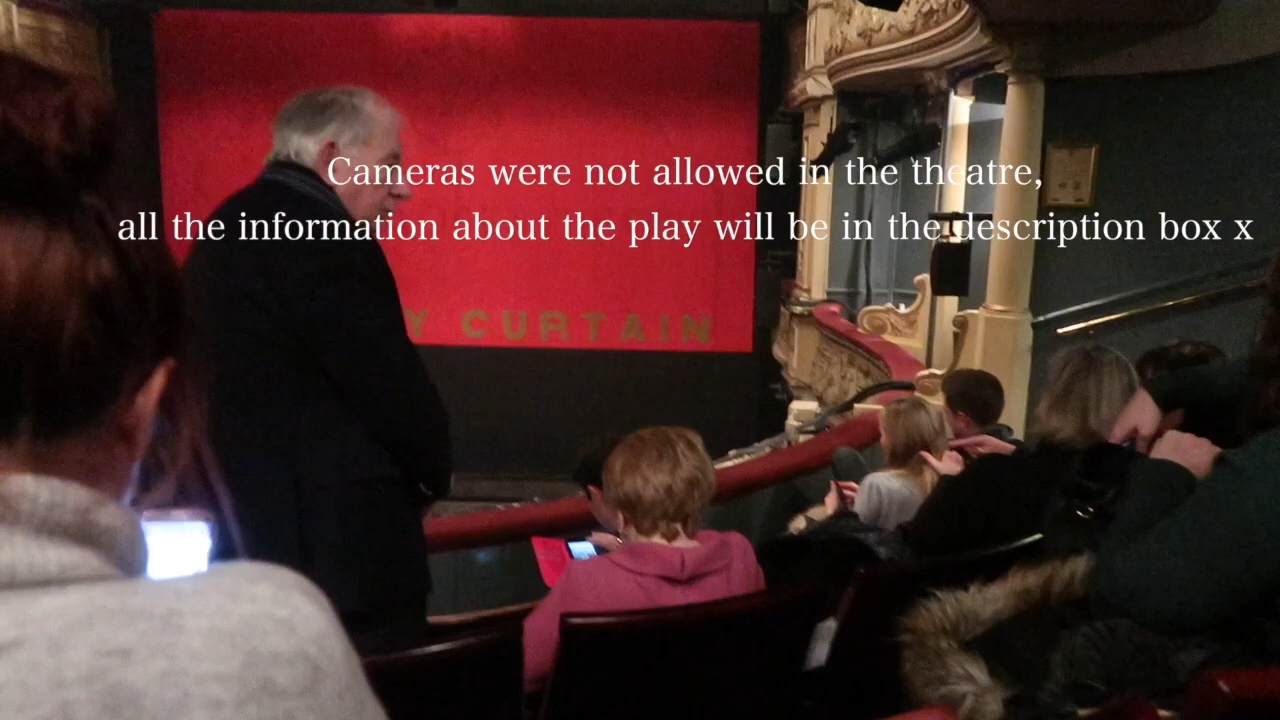 Cameras were not allowed in the theatre,
all the information about the play will be in the description box x
Y CURTAIN